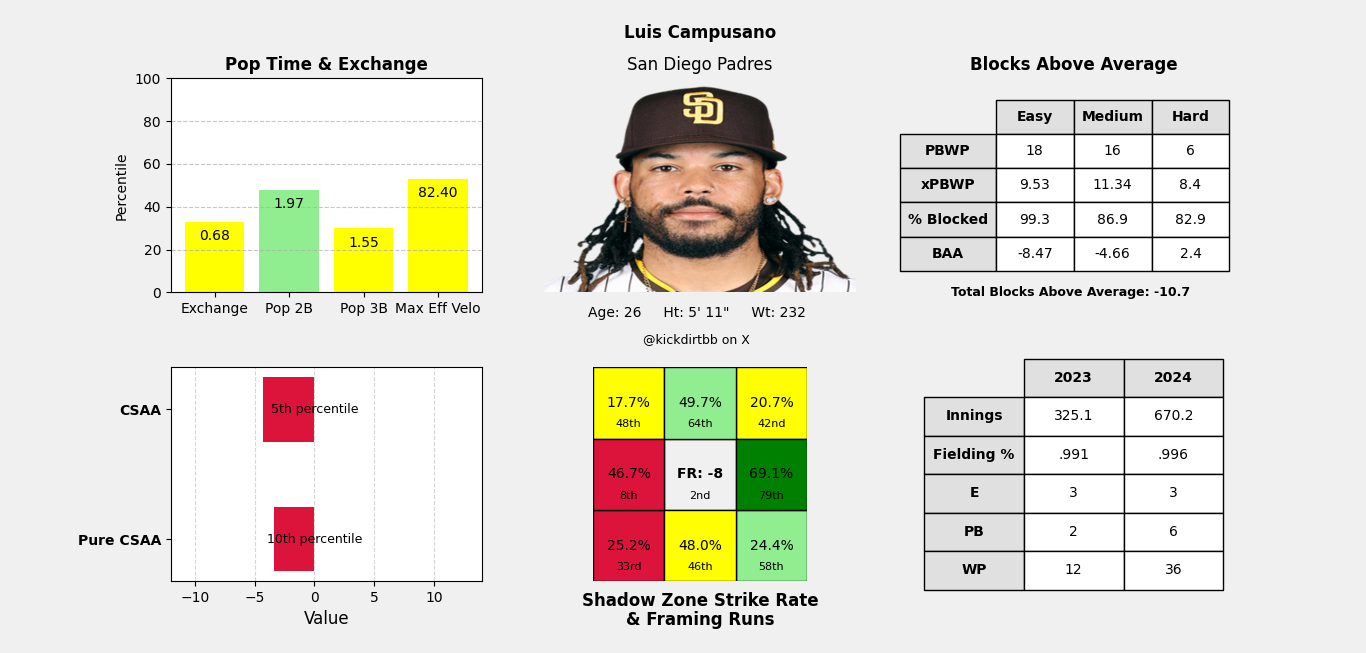 Luis Campusano
San Diego Padres
SD
Age: 26 Ht: 5' 11" Wt: 232
@kickdirtbb on X
Pop Time & Exchange
Percentile
100
80
60
40
20
0
0.68 1.97 1.55 82.40
Exchange Pop 2B Pop 3B Max Eff Velo
Blocks Above Average
Easy Medium Hard
PBWP 18 16 6
xPBWP 9.53 11.34 8.4
% Blocked 99.3 86.9 82.9
BAA -8.47 -4.66 2.4
Total Blocks Above Average: -10.7
CSAA 5th percentile
Pure CSAA 10th percentile
−10 −5 0 5 10
Value
17.7% 49.7% 20.7%
48th 64th 42nd
46.7% FR: -8 69.1%
8th 2nd 79th
25.2% 48.0% 24.4%
33rd 46th 58th
Shadow Zone Strike Rate
& Framing Runs
2023 2024
Innings 325.1 670.2
Fielding % .991 .996
E 3 3
PB 2 6
WP 12 36